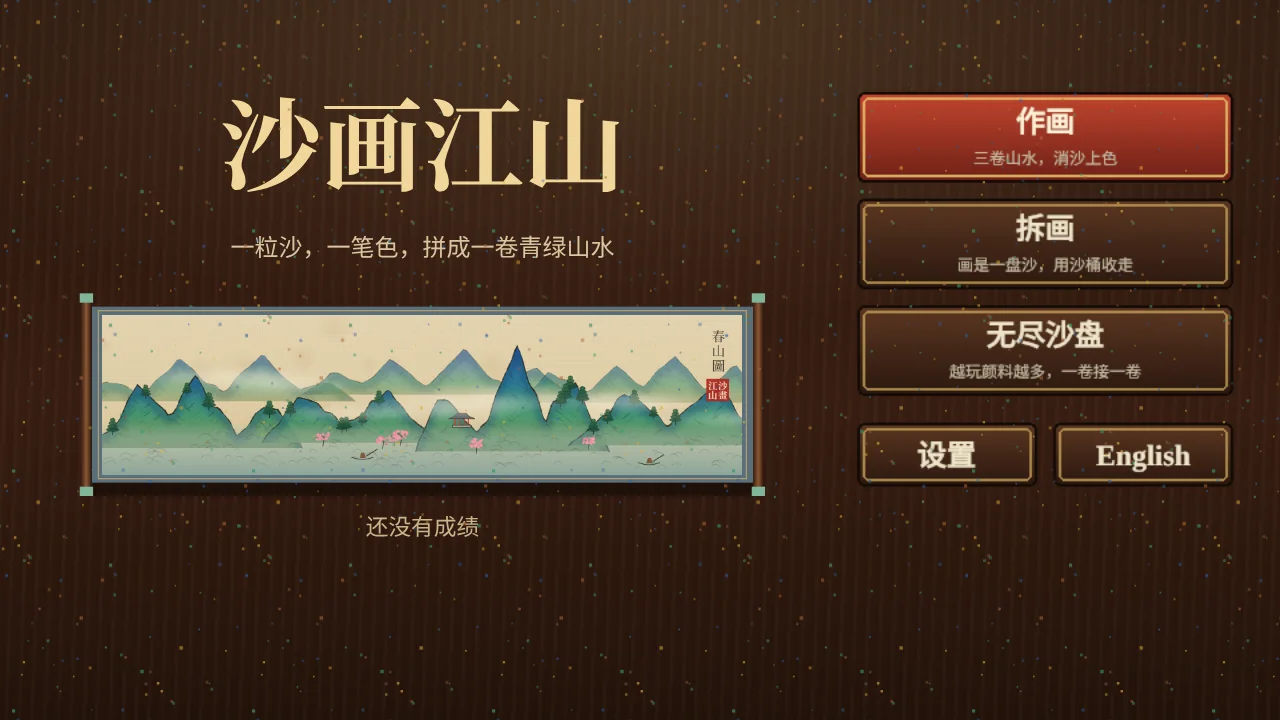 沙画江山
一粒沙，一笔色，拼成一卷青绿山水
春山圖
沙畫江山
还没有成绩
作画
三卷山水，消沙上色
拆画
画是一盘沙，用沙桶收走
无尽沙盘
越玩颜料越多，一卷接一卷
设置
English